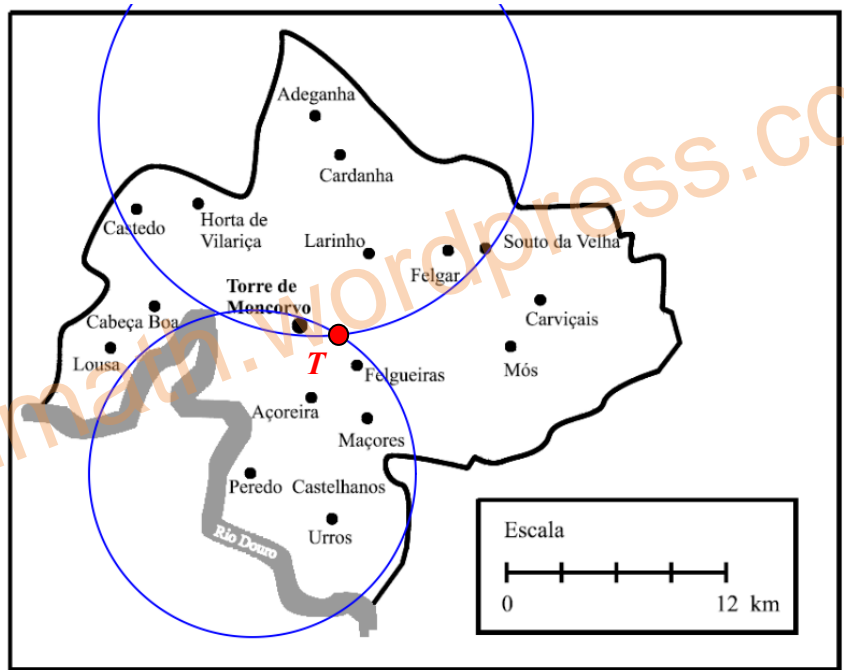 Adeganha
Cardanha
Castedo
Horta de
Vilariça
Larinho
Felgar
Souto da Velha
Torre de
Moncorvo
Cabeça Boa
Carviçais
Lousa
T
Felgueiras
Mós
Açoreira
Maçores
Peredo
Castelhanos
Urros
Rio Douro
Escala
0
12 km
math.wordpress.co